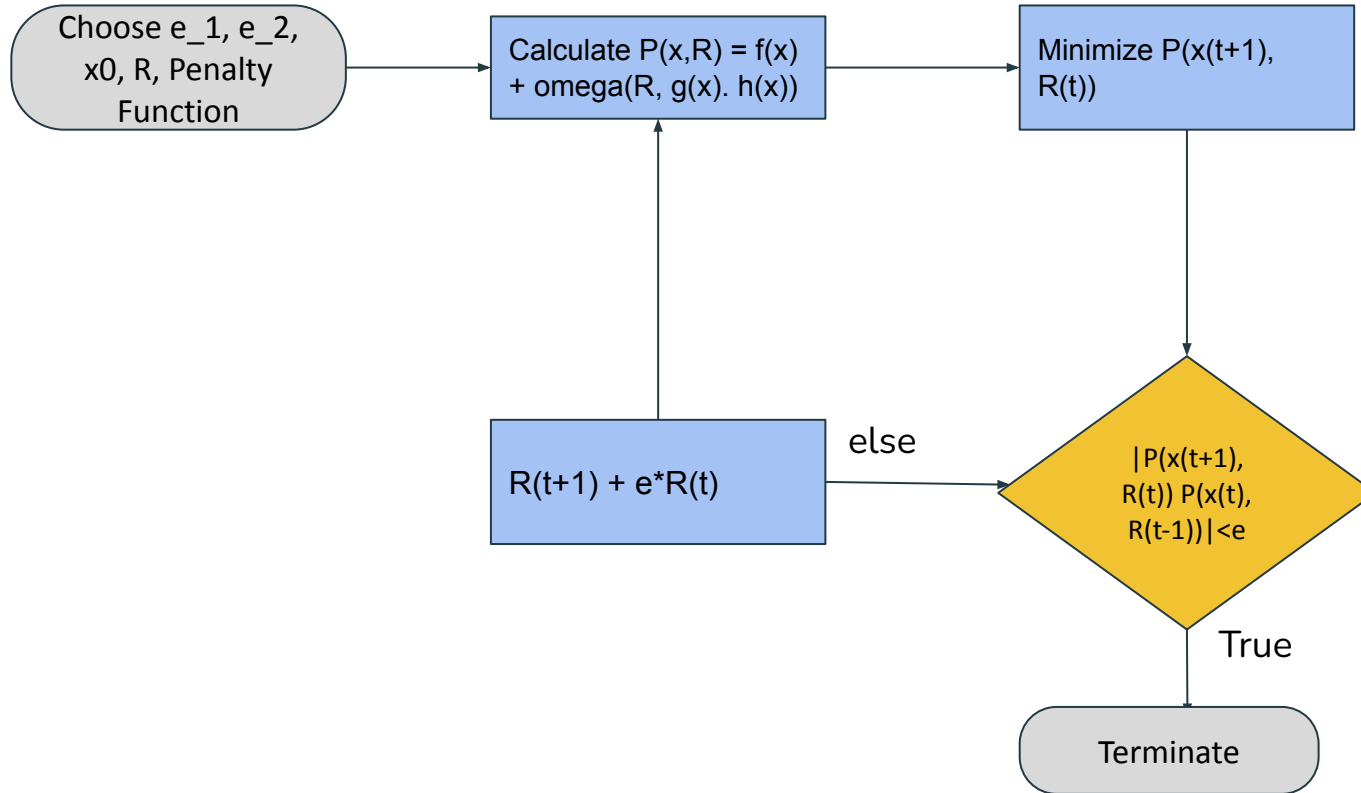 Choose e_1, e_2,
x0, R, Penalty
Function
Calculate P(x,R) = f(x)
+ omega(R, g(x). h(x))
Minimize P(x(t+1),
R(t))
R(t+1) + e*R(t)
else
|P(x(t+1),
R(t)) P(x(t),
R(t-1))|<e
True
Terminate